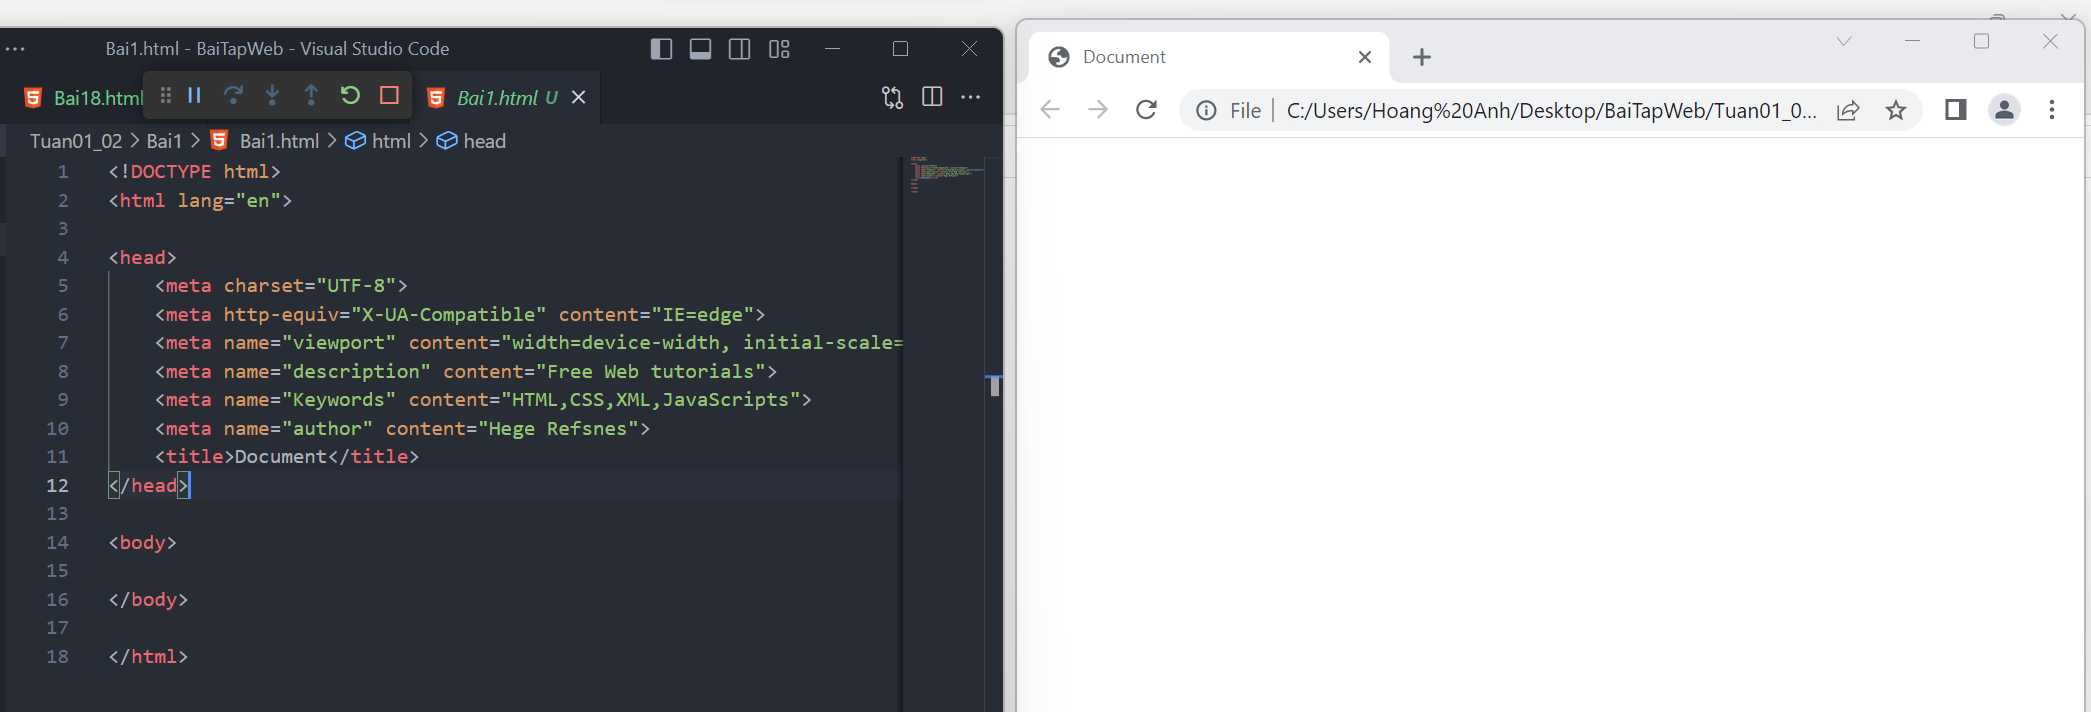 Bai1.html - BaiTapWeb - Visual Studio Code
Bai18.html
Bai1.html U
Tuan01_02 > Bai1 > Bai1.html > html > head
1 <!DOCTYPE html>
2 <html lang="en">
3
4 <head>
5 <meta charset="UTF-8">
6 <meta http-equiv="X-UA-Compatible" content="IE=edge">
7 <meta name="viewport" content="width=device-width, initial-scale=
8 <meta name="description" content="Free Web tutorials">
9 <meta name="Keywords" content="HTML,CSS,XML,JavaScripts">
10 <meta name="author" content="Hege Refsnes">
11 <title>Document</title>
12 </head>
13
14 <body>
15
16 </body>
17
18 </html>
Document
File | C:/Users/Hoang%20Anh/Desktop/BaiTapWeb/Tuan01_0...